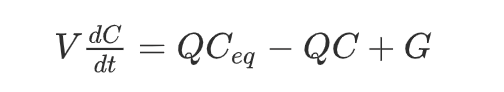 V dC/dt = QC_eq − QC + G